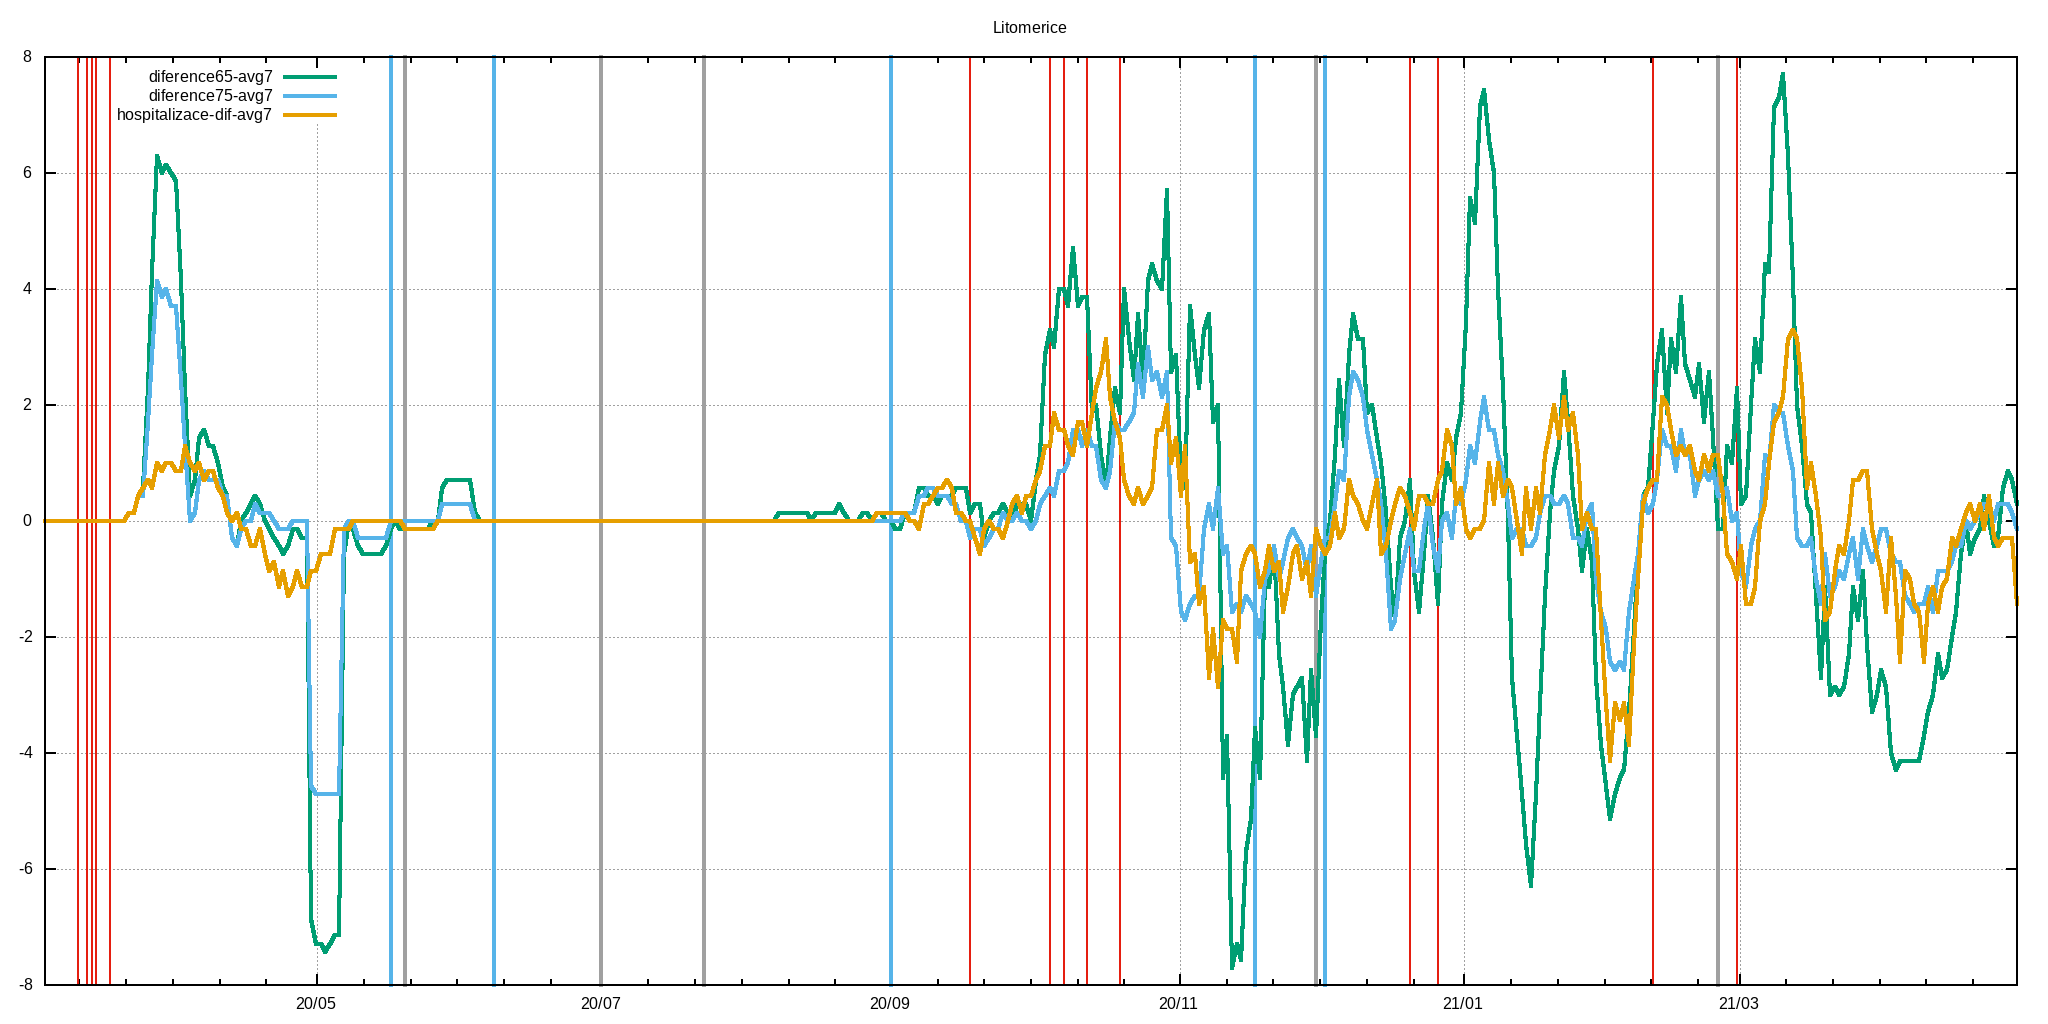 Litomerice
diference65-avg7
diference75-avg7
hospitalizace-dif-avg7
8
6
4
2
0
-2
-4
-6
-8
20/05 20/07 20/09 20/11 21/01 21/03